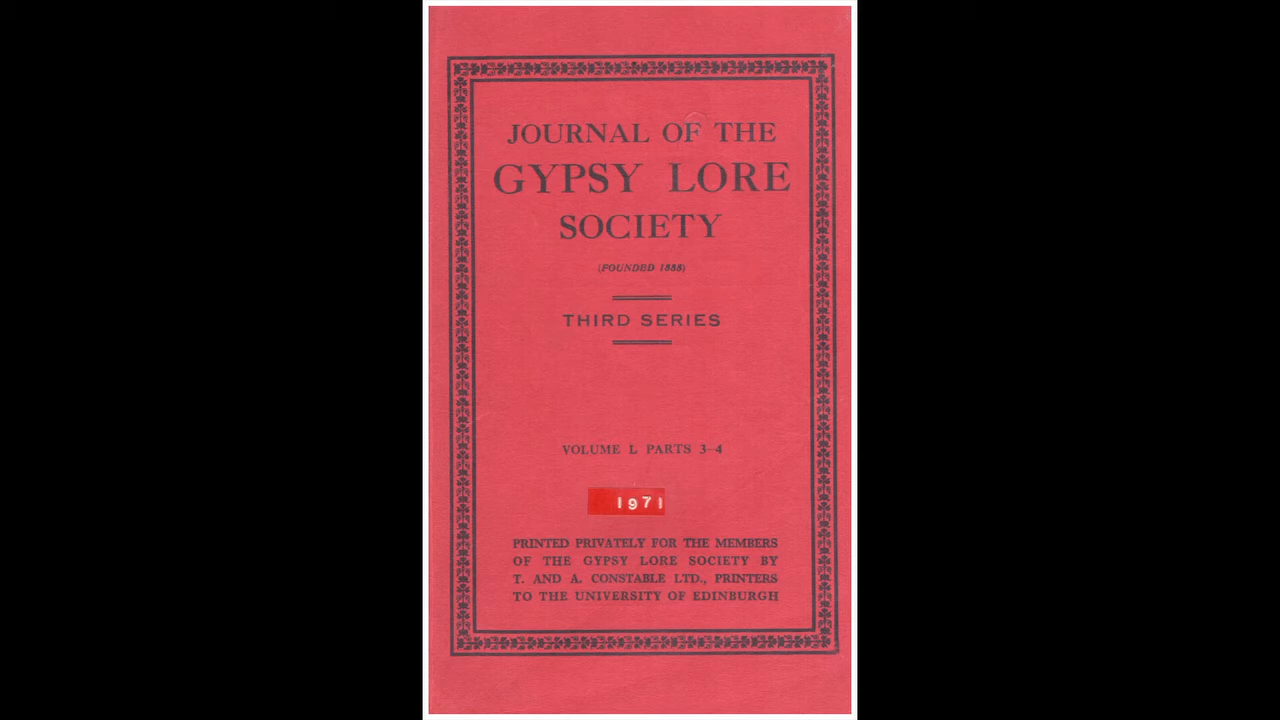 JOURNAL OF THE
GYPSY LORE
SOCIETY
(FOUNDED 1888)
THIRD SERIES
VOLUME L PARTS 3-4
1971
PRINTED PRIVATELY FOR THE MEMBERS
OF THE GYPSY LORE SOCIETY BY
T. AND A. CONSTABLE LTD., PRINTERS
TO THE UNIVERSITY OF EDINBURGH